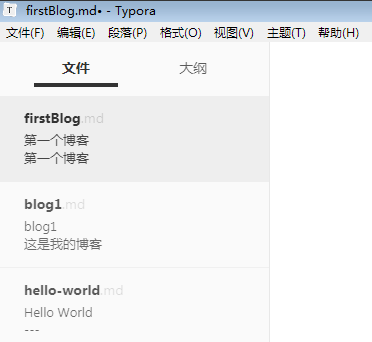 firstBlog.md• - Typora
文件(F) 编辑(E) 段落(P) 格式(O) 视图(V) 主题(T) 帮助(H)
文件 大纲
firstBlog.md
第一个博客
第一个博客
blog1.md
blog1
这是我的博客
hello-world.md
Hello World
---